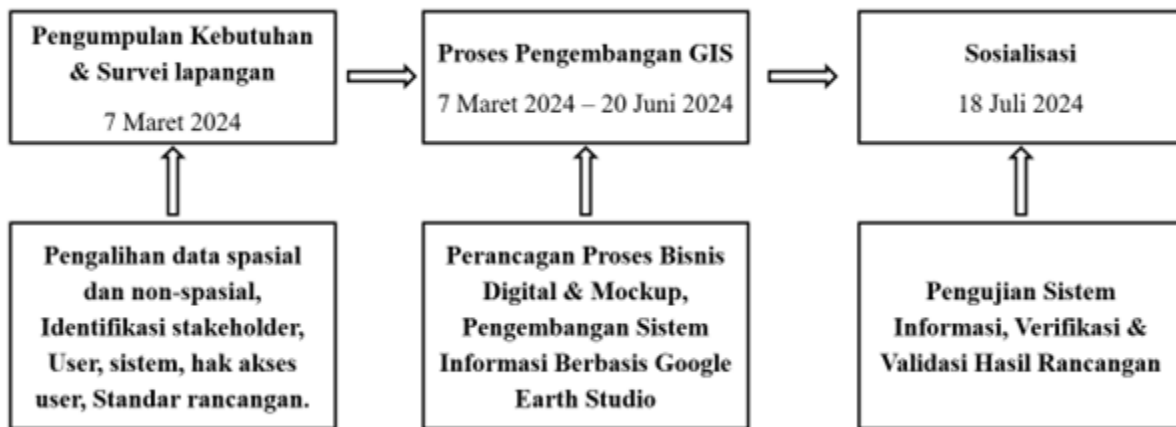 Pengumpulan Kebutuhan
& Survei lapangan
7 Maret 2024
Proses Pengembangan GIS
7 Maret 2024 – 20 Juni 2024
Sosialisasi
18 Juli 2024
Pengalihan data spasial
dan non-spasial,
Identifikasi stakeholder,
User, sistem, hak akses
user, Standar rancangan.
Perancagan Proses Bisnis
Digital & Mockup,
Pengembangan Sistem
Informasi Berbasis Google
Earth Studio
Pengujian Sistem
Informasi, Verifikasi &
Validasi Hasil Rancangan